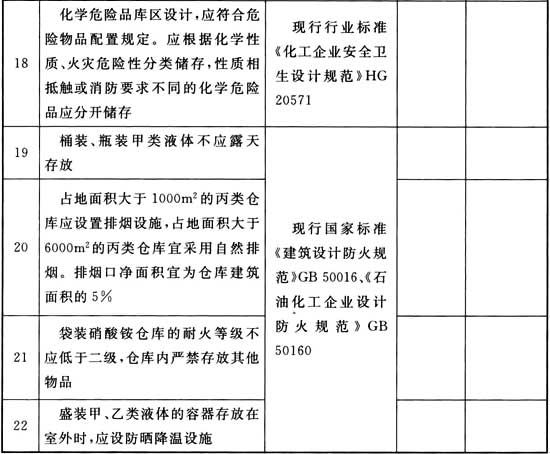 18
化学危险品库区设计,应符合危
险物品配置规定。应根据化学性
质、火灾危险性分类储存,性质相
抵触或消防要求不同的化学危险
品应分开储存
现行行业标准
《化工企业安全卫
生设计规范》HG
20571
19
桶装、瓶装甲类液体不应露天
存放
20
占地面积大于1000m²的丙类仓
库应设置排烟设施,占地面积大于
6000m²的丙类仓库宜采用自然排
烟。排烟口净面积宜为仓库建筑
面积的5%
21
袋装硝酸铵仓库的耐火等级不
应低于二级,仓库内严禁存放其他
物品
22
盛装甲、乙类液体的容器存放在
室外时,应设防晒降温设施
现行国家标准
《建筑设计防火规
范》GB 50016、《石
油化工企业设计
防火规范》GB
50160